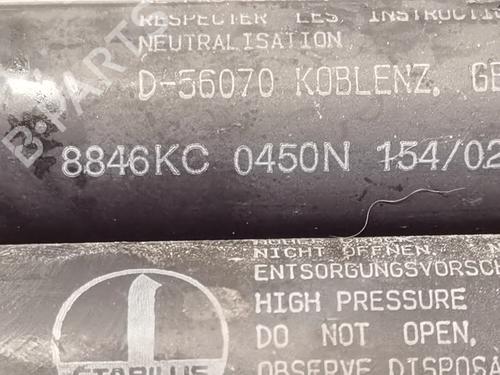 RESPECTER LES INSTRUCTI
NEUTRALISATION
D-56070 KOBLENZ, GE
8846KC 0450N 154/02
NICHT ÖFFNEN,
ENTSORGUNGSVORSCH
HIGH PRESSURE
DO NOT OPEN,
OBSERVE DISPOSA
STABILUS